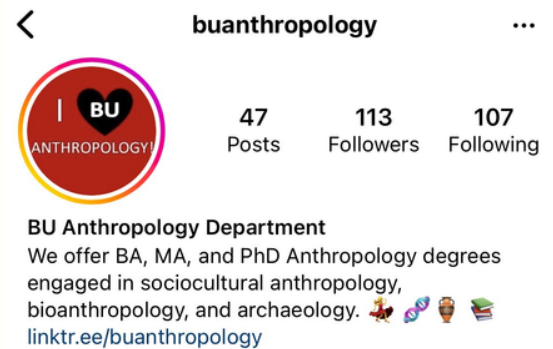 buanthropology
I BU
ANTHROPOLOGY!
47 113 107
Posts Followers Following
BU Anthropology Department
We offer BA, MA, and PhD Anthropology degrees
engaged in sociocultural anthropology,
bioanthropology, and archaeology. 💃🧬🏺📚
linktr.ee/buanthropology